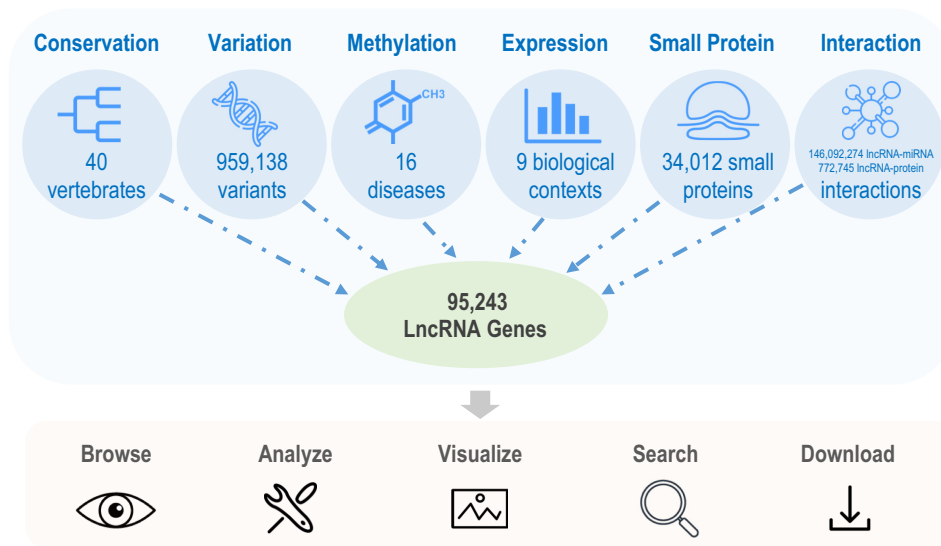 Conservation
Variation
Methylation
Expression
Small Protein
Interaction
CH3
40
vertebrates
959,138
variants
16
diseases
9 biological
contexts
34,012 small
proteins
146,092,274 lncRNA-miRNA
772,745 lncRNA-protein
interactions
95,243
LncRNA Genes
Browse
Analyze
Visualize
Search
Download